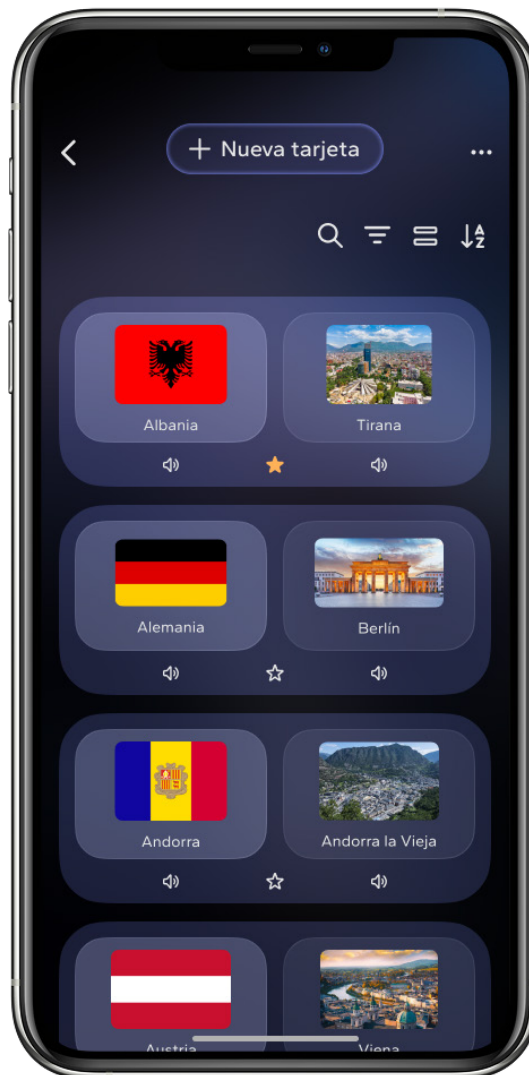 + Nueva tarjeta
Albania
Tirana
Alemania
Berlín
Andorra
Andorra la Vieja
Austria
Viena